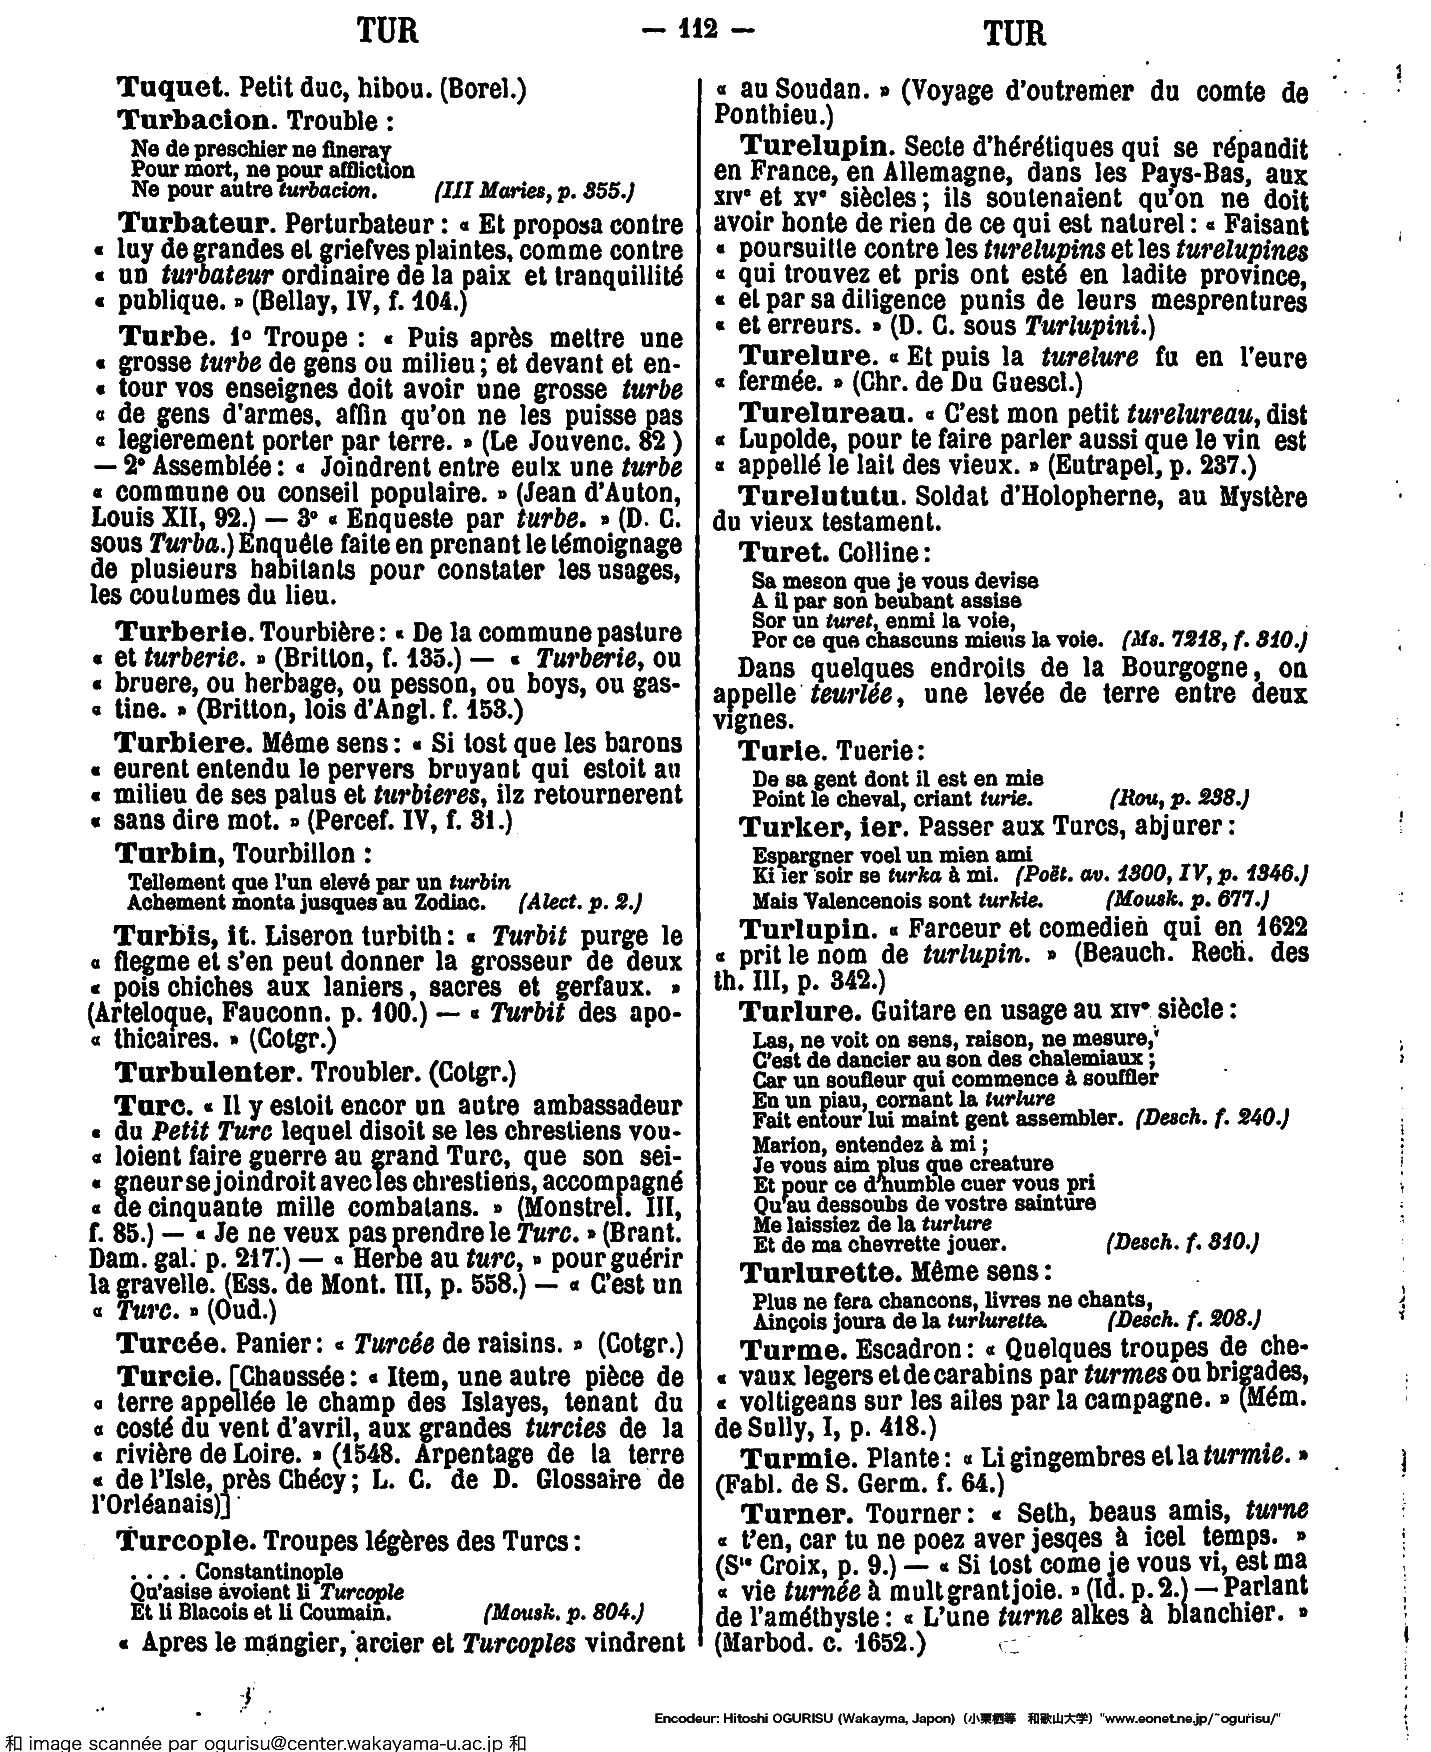 TUR — 112 — TUR
Tuquet. Petit duc, hibou. (Borel.)
Turbacion. Trouble :
Ne de preschier ne fineray
Pour mort, ne pour affliction
Ne pour autre turbacion. (III Maries, p. 355.)
Turbateur. Perturbateur : « Et proposa contre
« luy de grandes et griefves plaintes, comme contre
« un turbateur ordinaire de la paix et tranquillité
« publique. » (Bellay, IV, f. 104.)
Turbe. 1o Troupe : « Puis après mettre une
« grosse turbe de gens ou milieu ; et devant et en-
« tour vos enseignes doit avoir une grosse turbe
« de gens d'armes, affin qu'on ne les puisse pas
« legierement porter par terre. » (Le Jouvenc. 82 )
— 2° Assemblée : « Joindrent entre eulx une turbe
« commune ou conseil populaire. » (Jean d'Auton,
Louis XII, 92.) — 3° « Enqueste par turbe. » (D. C.
sous Turba.) Enquête faite en prenant le témoignage
de plusieurs habitants pour constater les usages,
les coutumes du lieu.
Turberie. Tourbière : « De la commune pasture
« et turberie. » (Britton, f. 135.) — « Turberie, ou
« bruere, ou herbage, ou pesson, ou boys, ou gas-
« tine. » (Britton, lois d'Angl. f. 153.)
Turbiere. Même sens : « Si tost que les barons
« eurent entendu le pervers bruyant qui estoit au
« milieu de ses palus et turbieres, ilz retournerent
« sans dire mot. » (Percef. IV, f. 31.)
Turbin, Tourbillon :
Tellement que l'un elevé par un turbin
Achement monta jusques au Zodiac. (Alect. p. 2.)
Turbis, it. Liseron turbith : « Turbit purge le
« flegme et s'en peut donner la grosseur de deux
« pois chiches aux laniers, sacres et gerfaux. »
(Arteloque, Fauconn. p. 100.) — « Turbit des apo-
« thicaires. » (Cotgr.)
Turbulenter. Troubler. (Cotgr.)
Turc. « Il y estoit encor un autre ambassadeur
« du Petit Turc lequel disoit se les chrestiens vou-
« loient faire guerre au grand Turc, que son sei-
« gneur se joindroit avec les chrestiens, accompagné
« de cinquante mille combatans. » (Monstrel. III,
f. 85.) — « Je ne veux pas prendre le Turc. » (Brant.
Dam. gal. p. 217.) — « Herbe au turc, » pour guérir
la gravelle. (Ess. de Mont. III, p. 558.) — « C'est un
« Turc. » (Oud.)
Turcée. Panier : « Turcée de raisins. » (Cotgr.)
Turcie. [Chaussée : « Item, une autre pièce de
« terre appellée le champ des Islayes, tenant du
« costé du vent d'avril, aux grandes turcies de la
« rivière de Loire. » (1548. Arpentage de la terre
« de l'Isle, près Chécy ; L. C. de D. Glossaire de
l'Orléanais)]
Turcople. Troupes légères des Turcs :
. . . . Constantinople
Qu'asise avoient li Turcople
Et li Blacois et li Coumain. (Mousk. p. 804.)
« Apres le mangier, arcier et Turcoples vindrent
« au Soudan. » (Voyage d'outremer du comte de
Ponthieu.)
Turelupin. Secte d'hérétiques qui se répandit
en France, en Allemagne, dans les Pays-Bas, aux
XIVe et XVe siècles ; ils soutenaient qu'on ne doit
avoir honte de rien de ce qui est naturel : « Faisant
« poursuitte contre les turelupins et les turelupines
« qui trouvez et pris ont esté en ladite province,
« et par sa diligence punis de leurs mesprentures
« et erreurs. » (D. C. sous Turlupini.)
Turelure. « Et puis la turelure fu en l'eure
« fermée. » (Chr. de Du Guescl.)
Turelureau. « C'est mon petit turelureau, dist
« Lupolde, pour te faire parler aussi que le vin est
« appellé le lait des vieux. » (Eutrapel, p. 237.)
Turelututu. Soldat d'Holopherne, au Mystère
du vieux testament.
Turet. Colline :
Sa meson que je vous devise
A il par son beubant assise
Sor un turet, enmi la voie,
Por ce que chascuns mieus la voie. (Ms. 7218, f. 310.)
Dans quelques endroits de la Bourgogne, on
appelle teurlée, une levée de terre entre deux
vignes.
Turie. Tuerie :
De sa gent dont il est en mie
Point le cheval, criant turie. (Rou, p. 238.)
Turker, ier. Passer aux Turcs, abjurer :
Espargner voel un mien ami
Ki ier soir se turka à mi. (Poët. av. 1300, IV, p. 1346.)
Mais Valencenois sont turkie. (Mousk. p. 677.)
Turlupin. « Farceur et comedien qui en 1622
« prit le nom de turlupin. » (Beauch. Rech. des
th. III, p. 342.)
Turlure. Guitare en usage au XIVe siècle :
Las, ne voit on sens, raison, ne mesure,
C'est de dancier au son des chalemiaux ;
Car un soufleur qui commence à souffler
En un piau, cornant la turlure
Fait entour lui maint gent assembler. (Desch. f. 240.)
Marion, entendez à mi ;
Je vous aim plus que creature
Et pour ce d'humble cuer vous pri
Qu'au dessoubs de vostre sainture
Me laissiez de la turlure
Et de ma chevrette jouer. (Desch. f. 310.)
Turlurette. Même sens :
Plus ne fera chancons, livres ne chants,
Ainçois joura de la turlurette. (Desch. f. 208.)
Turme. Escadron : « Quelques troupes de che-
« vaux legers et de carabins par turmes ou brigades,
« voltigeans sur les ailes par la campagne. » (Mém.
de Sully, I, p. 418.)
Turmie. Plante : « Li gingembres et la turmie. »
(Fabl. de S. Germ. f. 64.)
Turner. Tourner : « Seth, beaus amis, turne
« t'en, car tu ne poez aver jesqes à icel temps. »
(Ste Croix, p. 9.) — « Si tost come je vous vi, est ma
« vie turnée à mult grant joie. » (Id. p. 2.) — Parlant
de l'améthyste : « L'une turne alkes à blanchier. »
(Marbod. c. 1652.)
Encodeur: Hitoshi OGURISU (Wakayma, Japon) (小栗栖等 和歌山大学) "www.eonet.ne.jp/~ogurisu/"
和 image scannée par ogurisu@center.wakayama-u.ac.jp 和